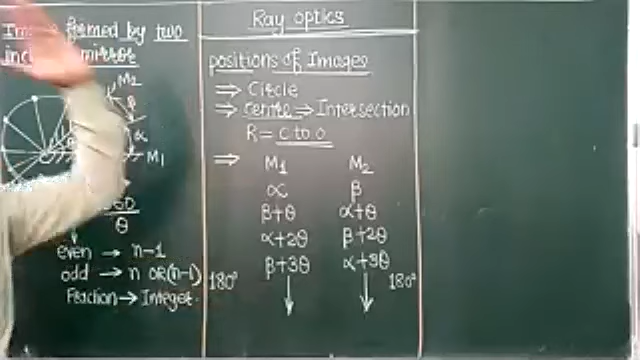 formed by two
mirror
M₂
β
α
M₁
θ
even → n-1
odd → n OR(n-1)
Fraction → Integer
Ray optics
positions of Images
⇒ Circle
⇒ Centre → Intersection
R = C to O
⇒ M₁ M₂
α β
β+θ α+θ
α+2θ β+2θ
β+3θ α+3θ
180° 180°